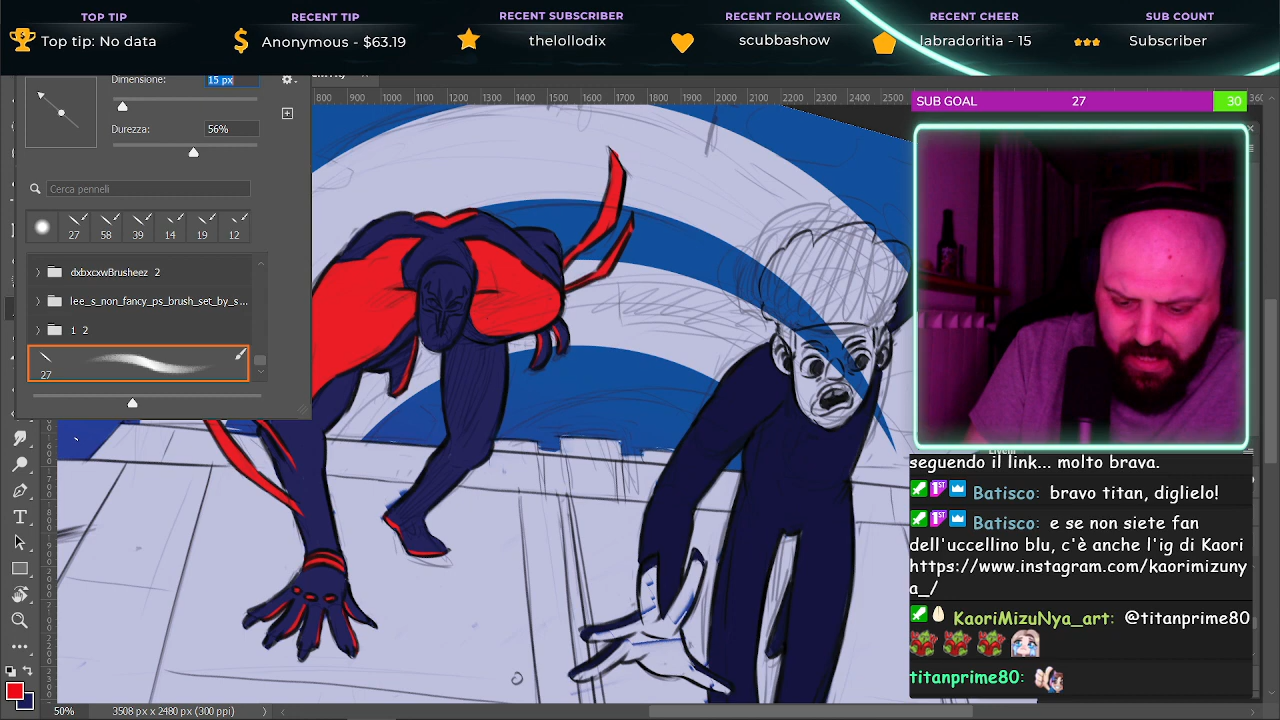 TOP TIP
Top tip: No data
RECENT TIP
Anonymous - $63.19
RECENT SUBSCRIBER
thelollodix
RECENT FOLLOWER
scubbashow
RECENT CHEER
labradoritia - 15
SUB COUNT
Subscriber
SUB GOAL 27 30
Dimensione: 15 px
Durezza: 56%
Cerca pennelli
27 58 39 14 19 12
lee_s_non_fancy_ps_brush_set_by_s...
1 2
27
800 900 1000 1100 1200 1300 1400 1500 1600 1700 1800 1900 2000 2100 2200 2300 2400 2500
seguendo il link... molto brava.
Batisco: bravo titan, diglielo!
Batisco: e se non siete fan
dell'uccellino blu, c'è anche l'ig di Kaori
https://www.instagram.com/kaorimizuny
a_/
KaoriMizuNya_art: @titanprime80
titanprime80:
50% 3508 px x 2480 px (300 ppi)